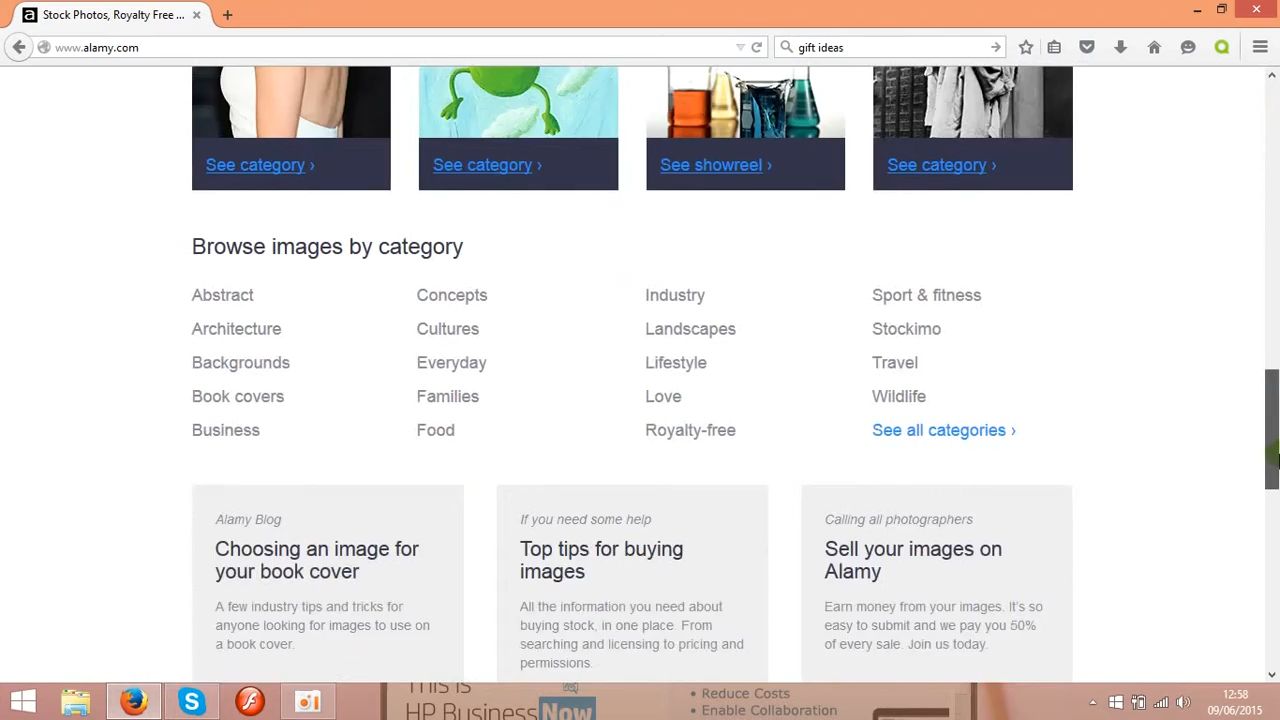 Stock Photos, Royalty Free ...
www.alamy.com
gift ideas
See category ›
See category ›
See showreel ›
See category ›
Browse images by category
Abstract
Concepts
Industry
Sport & fitness
Architecture
Cultures
Landscapes
Stockimo
Backgrounds
Everyday
Lifestyle
Travel
Book covers
Families
Love
Wildlife
Business
Food
Royalty-free
See all categories ›
Alamy Blog
Choosing an image for
your book cover
A few industry tips and tricks for
anyone looking for images to use on
a book cover.
If you need some help
Top tips for buying
images
All the information you need about
buying stock, in one place. From
searching and licensing to pricing and
permissions.
Calling all photographers
Sell your images on
Alamy
Earn money from your images. It's so
easy to submit and we pay you 50%
of every sale. Join us today.
This is
HP BusinessNow
• Reduce Costs
• Enable Collaboration
12:58
09/06/2015